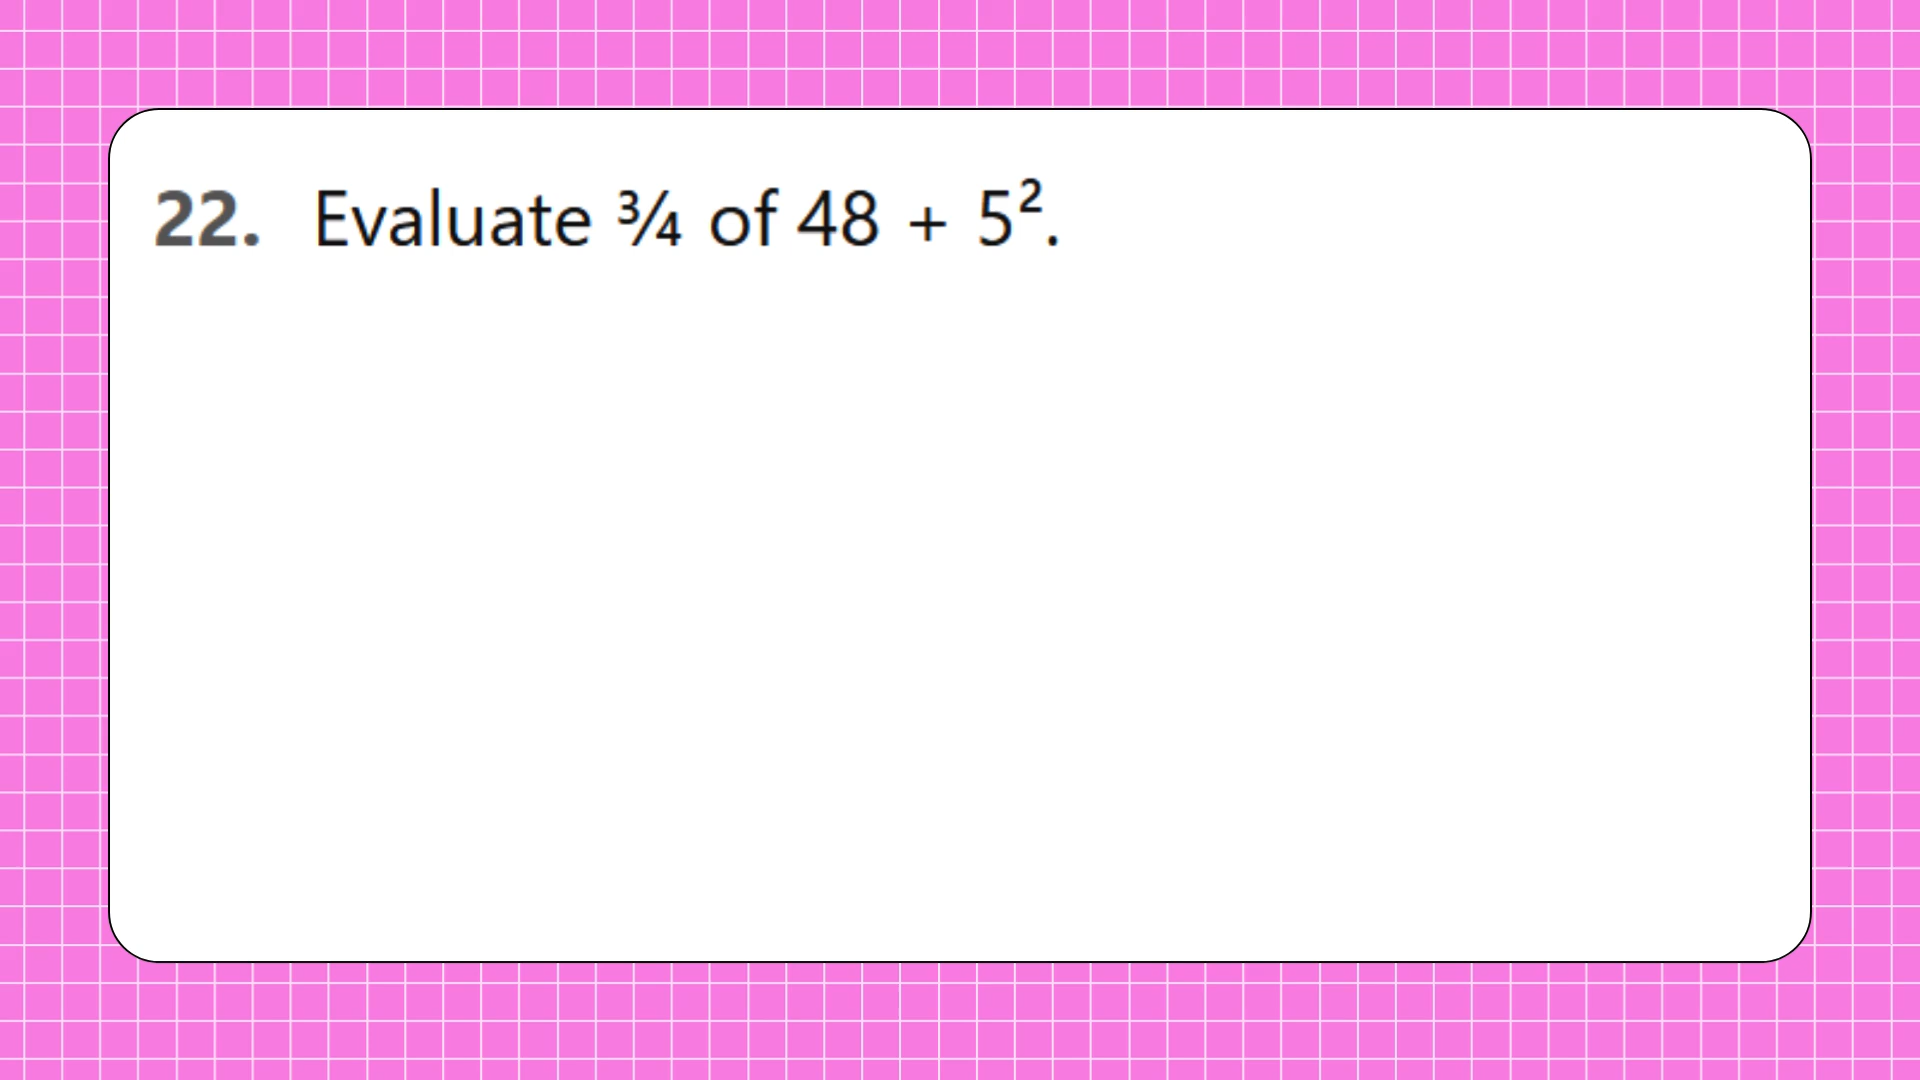 22. Evaluate ¾ of 48 + 5².